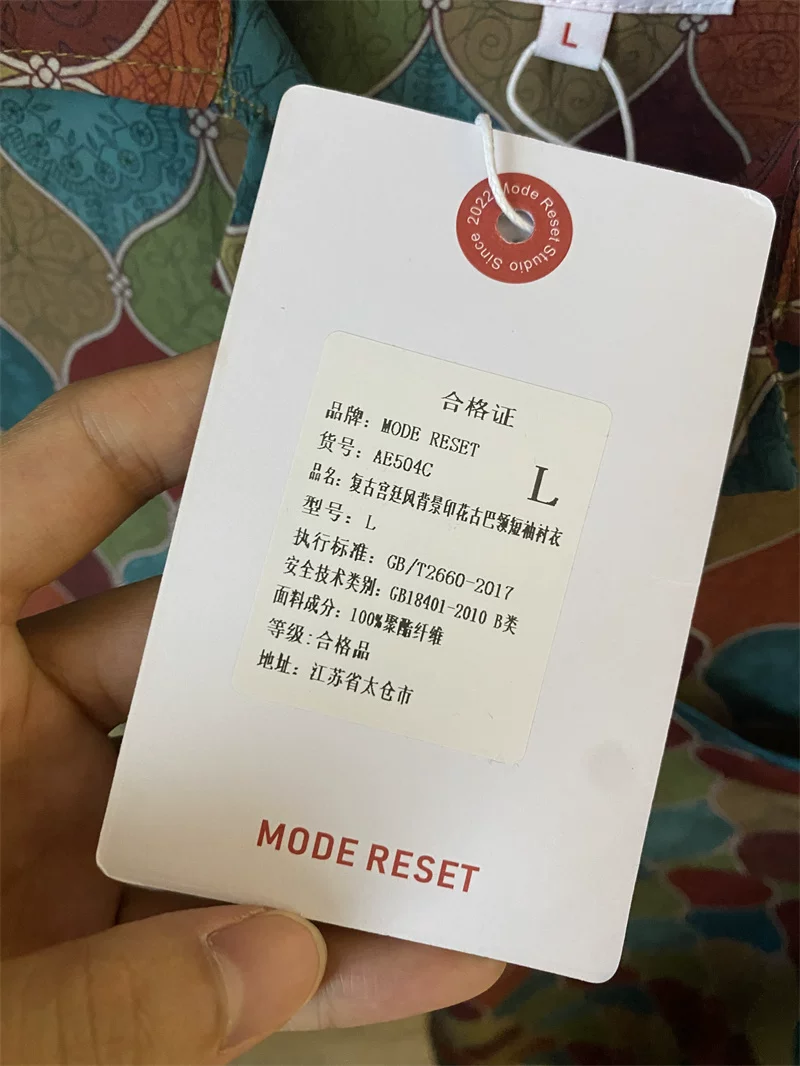 L
Mode Reset Studio Since 2022
合格证
品牌: MODE RESET
货号: AE504C
L
品名: 复古宫廷风背景印花古巴领短袖衬衣
型号: L
执行标准: GB/T2660-2017
安全技术类别: GB18401-2010 B类
面料成分: 100%聚酯纤维
等级:合格品
地址: 江苏省太仓市
MODE RESET